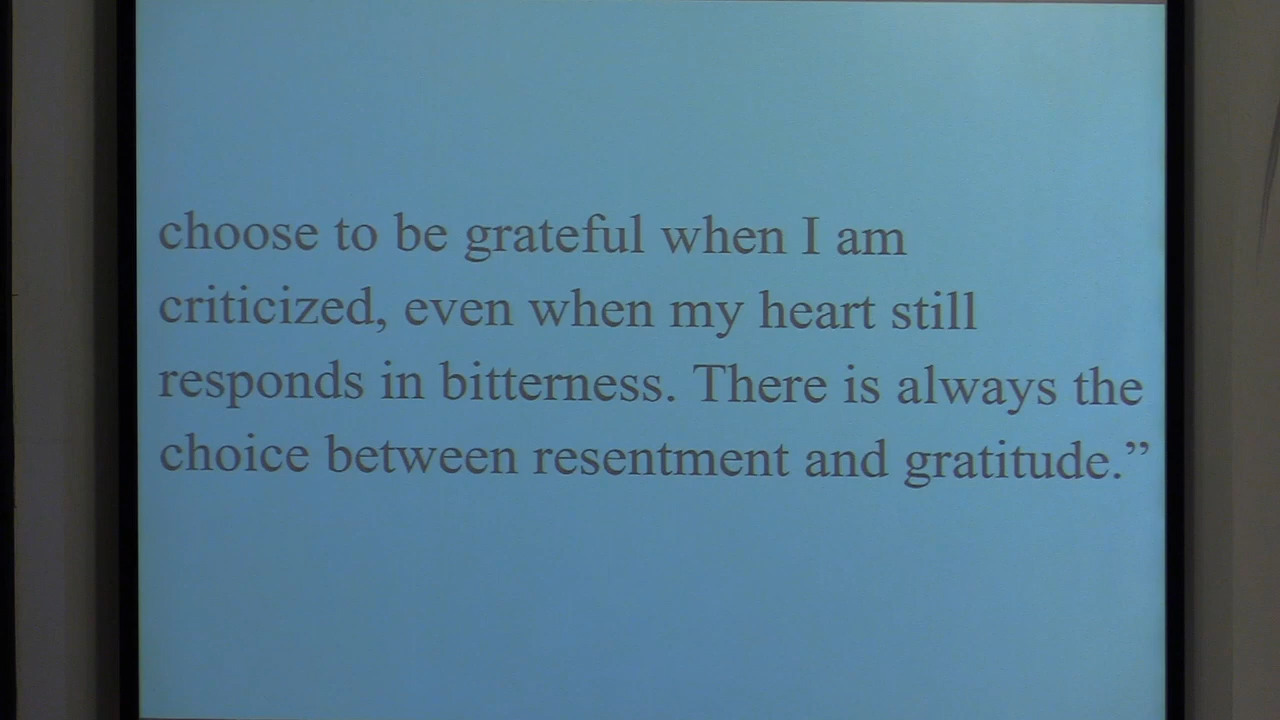 choose to be grateful when I am
criticized, even when my heart still
responds in bitterness. There is always the
choice between resentment and gratitude.”